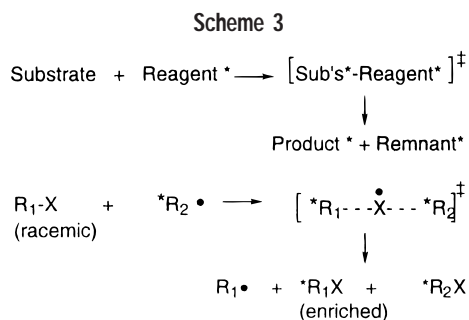 Scheme 3
Substrate + Reagent * ⟶ [Sub's*-Reagent*]‡
Product * + Remnant*
R₁-X + *R₂ • ⟶ [ *R₁---Ẋ--- *R₂]‡
(racemic)
R₁• + *R₁X + *R₂X
(enriched)